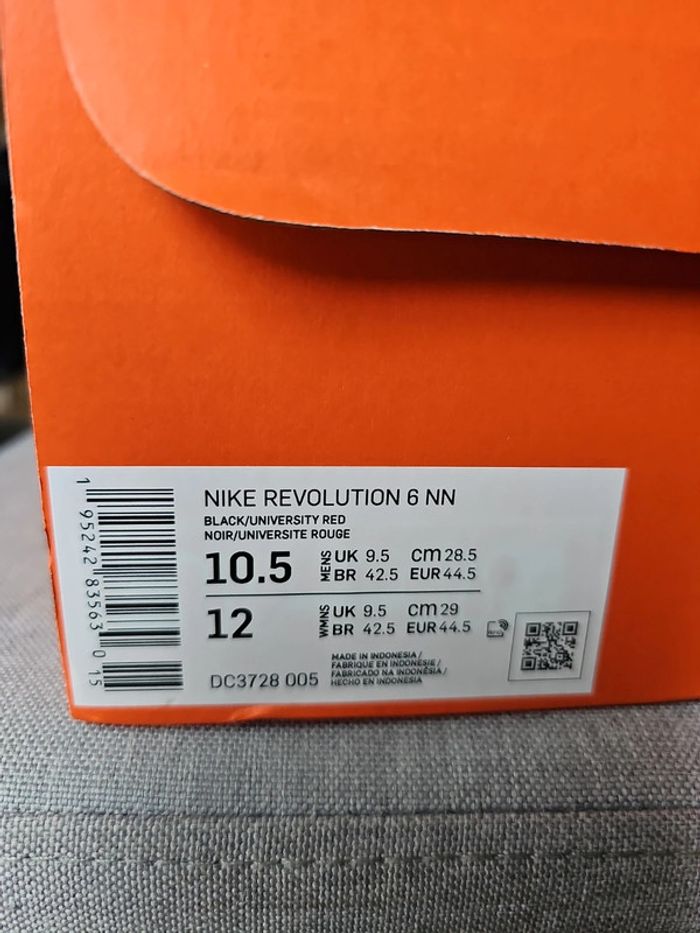 NIKE REVOLUTION 6 NN
BLACK/UNIVERSITY RED
NOIR/UNIVERSITE ROUGE
10.5 MENS UK 9.5 cm 28.5
BR 42.5 EUR 44.5
12 WMNS UK 9.5 cm 29
BR 42.5 EUR 44.5
DC3728 005
MADE IN INDONESIA /
FABRIQUE EN INDONESIE /
FABRICADO NA INDONÉSIA /
HECHO EN INDONESIA
1 95242 83563 0 15